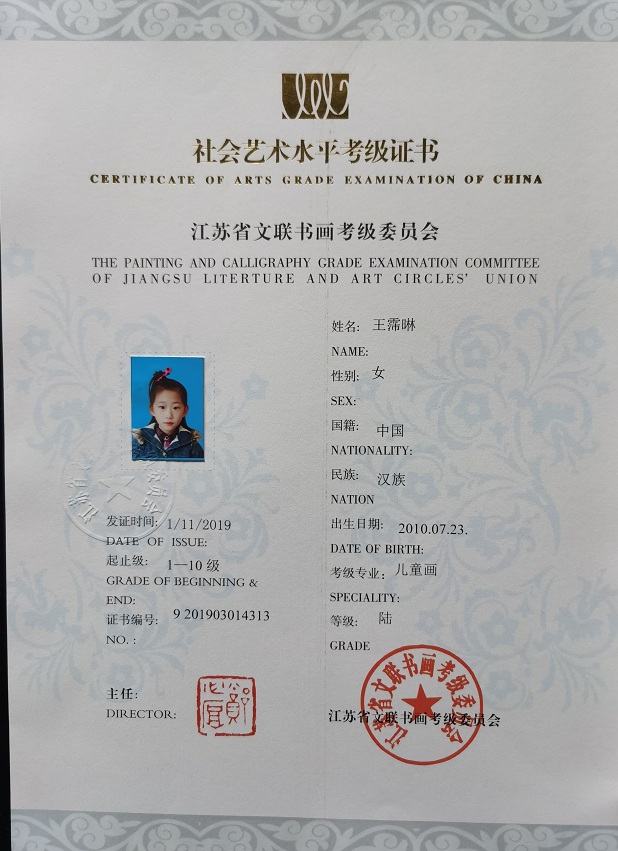 社会艺术水平考级证书
CERTIFICATE OF ARTS GRADE EXAMINATION OF CHINA
江苏省文联书画考级委员会
THE PAINTING AND CALLIGRAPHY GRADE EXAMINATION COMMITTEE
OF JIANGSU LITERTURE AND ART CIRCLES' UNION
姓名: 王霈啉
NAME:
性别: 女
SEX:
国籍: 中国
NATIONALITY:
民族: 汉族
NATION
出生日期: 2010.07.23.
DATE OF BIRTH:
考级专业: 儿童画
SPECIALITY:
等级: 陆
GRADE
发证时间: 1/11/2019
DATE OF ISSUE:
起止级: 1—10 级
GRADE OF BEGINNING &
END:
证书编号: 9 201903014313
NO. :
主任:
DIRECTOR:
江苏省文联书画考级委员会
江苏省文联书画考级委员会